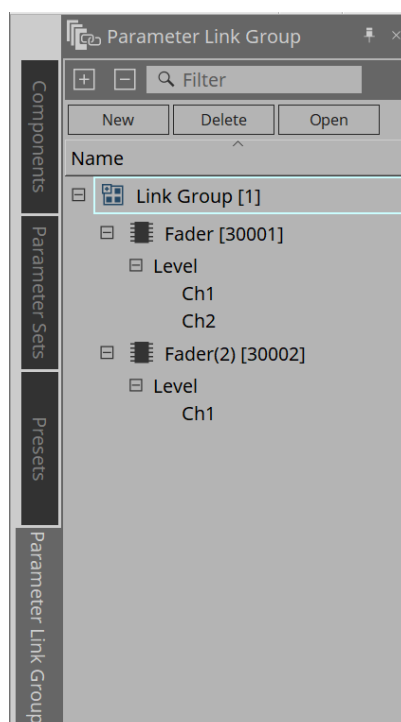 Parameter Link Group
Filter
New Delete Open
Name
Link Group [1]
Fader [30001]
Level
Ch1
Ch2
Fader(2) [30002]
Level
Ch1
Components
Parameter Sets
Presets
Parameter Link Group